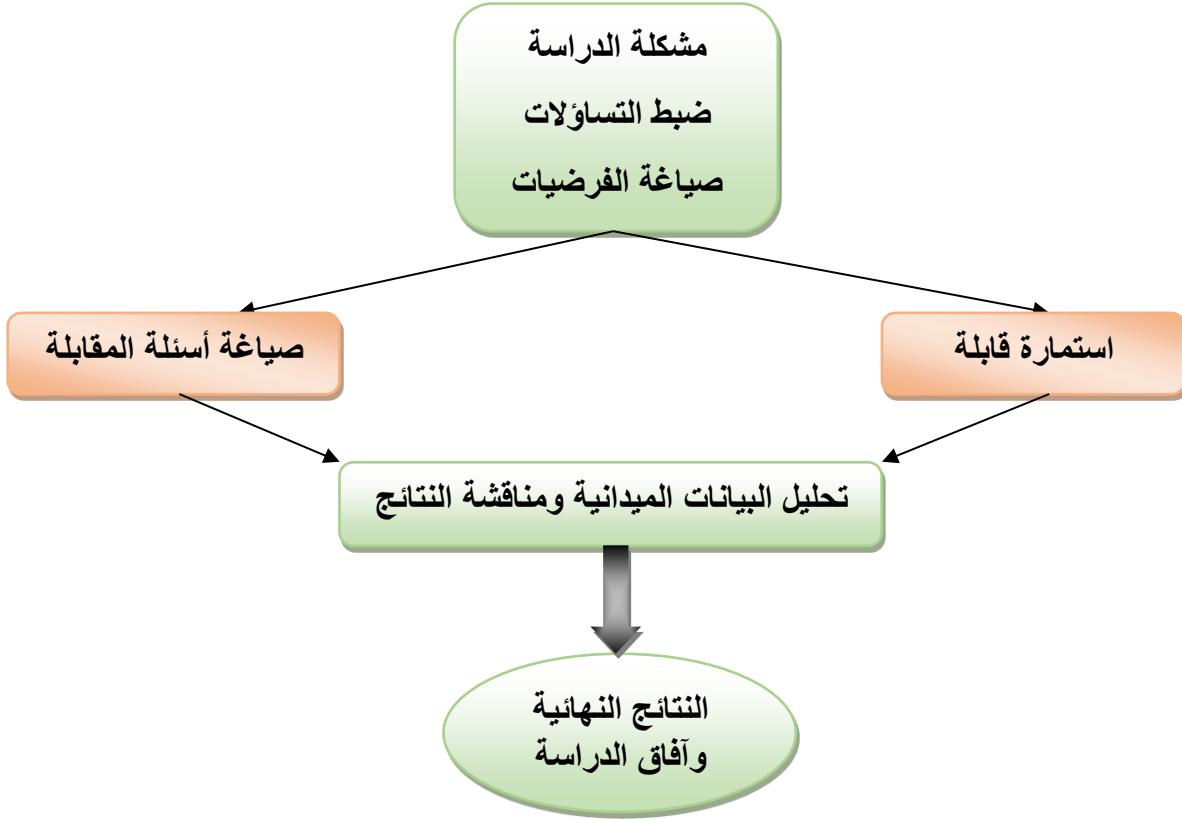 مشكلة الدراسة
ضبط التساؤلات
صياغة الفرضيات
استمارة قابلة
صياغة أسئلة المقابلة
تحليل البيانات الميدانية ومناقشة النتائج
النتائج النهائية
وآفاق الدراسة